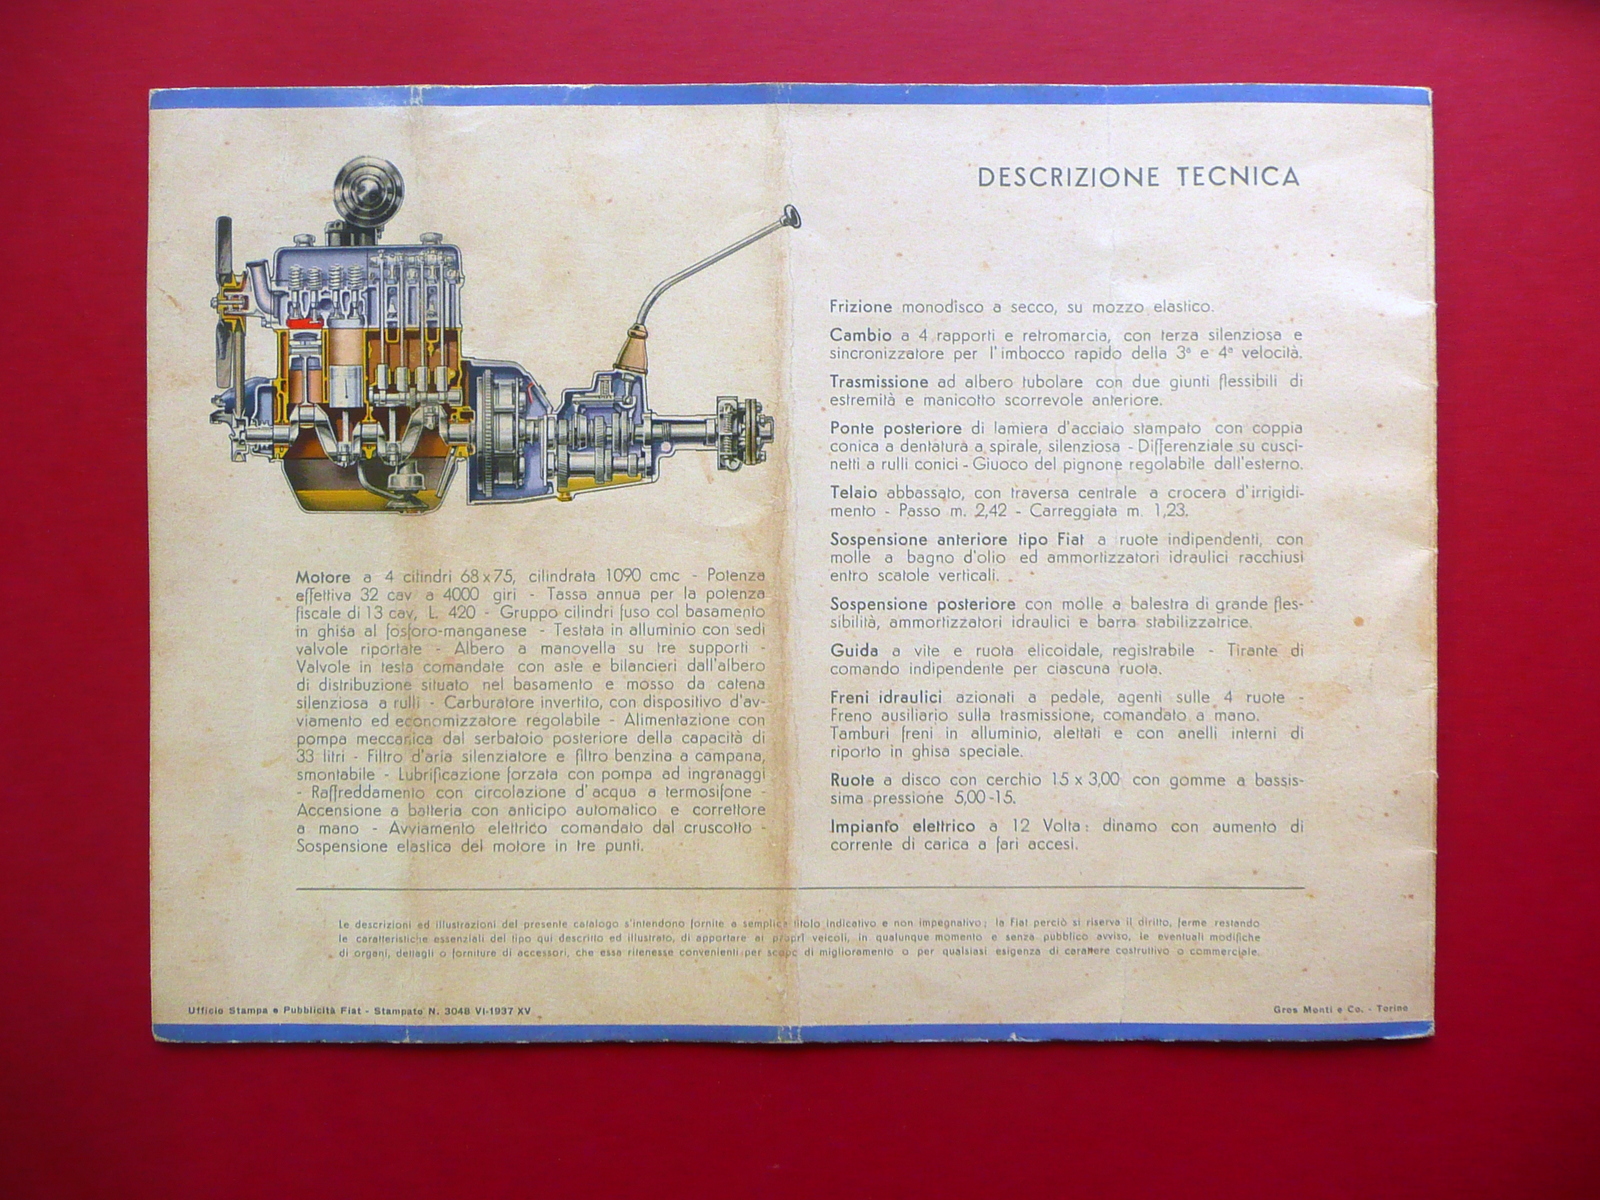 DESCRIZIONE TECNICA
Motore a 4 cilindri 68x75, cilindrata 1090 cmc - Potenza
effettiva 32 cav a 4000 giri - Tassa annua per la potenza
fiscale di 13 cav, L. 420 - Gruppo cilindri fuso col basamento
in ghisa al fosforo-manganese - Testata in alluminio con sedi
valvole riportate - Albero a manovella su tre supporti -
Valvole in testa comandate con aste e bilancieri dall'albero
di distribuzione situato nel basamento e mosso da catena
silenziosa a rulli - Carburatore invertito, con dispositivo d'av-
viamento ed economizzatore regolabile - Alimentazione con
pompa meccanica dal serbatoio posteriore della capacità di
33 litri - Filtro d'aria silenziatore e filtro benzina a campana,
smontabile - Lubrificazione forzata con pompa ad ingranaggi
- Raffreddamento con circolazione d'acqua a termosifone -
Accensione a batteria con anticipo automatico e correttore
a mano - Avviamento elettrico comandato dal cruscotto -
Sospensione elastica del motore in tre punti.
Frizione monodisco a secco, su mozzo elastico.
Cambio a 4 rapporti e retromarcia, con terza silenziosa e
sincronizzatore per l'imbocco rapido della 3ª e 4ª velocità.
Trasmissione ad albero tubolare con due giunti flessibili di
estremità e manicotto scorrevole anteriore.
Ponte posteriore di lamiera d'acciaio stampato con coppia
conica a dentatura a spirale, silenziosa - Differenziale su cusci-
netti a rulli conici - Giuoco del pignone regolabile dall'esterno.
Telaio abbassato, con traversa centrale a crocera d'irrigidi-
mento - Passo m. 2,42 - Carreggiata m. 1,23.
Sospensione anteriore tipo Fiat a ruote indipendenti, con
molle a bagno d'olio ed ammortizzatori idraulici racchiusi
entro scatole verticali.
Sospensione posteriore con molle a balestra di grande fles-
sibilità, ammortizzatori idraulici e barra stabilizzatrice.
Guida a vite e ruota elicoidale, registrabile - Tirante di
comando indipendente per ciascuna ruota.
Freni idraulici azionati a pedale, agenti sulle 4 ruote -
Freno ausiliario sulla trasmissione, comandato a mano.
Tamburi freni in alluminio, alettati e con anelli interni di
riporto in ghisa speciale.
Ruote a disco con cerchio 15 x 3,00 con gomme a bassis-
sima pressione 5,00-15.
Impianto elettrico a 12 Volta: dinamo con aumento di
corrente di carica a fari accesi.
Le descrizioni ed illustrazioni del presente catalogo s'intendono fornite a semplice titolo indicativo e non impegnativo; la Fiat perciò si riserva il diritto, ferme restando
le caratteristiche essenziali del tipo qui descritto ed illustrato, di apportare ai propri veicoli, in qualunque momento e senza pubblico avviso, le eventuali modifiche
di organi, dettagli o forniture di accessori, che essa ritenesse convenienti per scopo di miglioramento o per qualsiasi esigenza di carattere costruttivo o commerciale.
Ufficio Stampa e Pubblicità Fiat - Stampato N. 3048 VI-1937 XV
Gros Monti e Co. - Torino